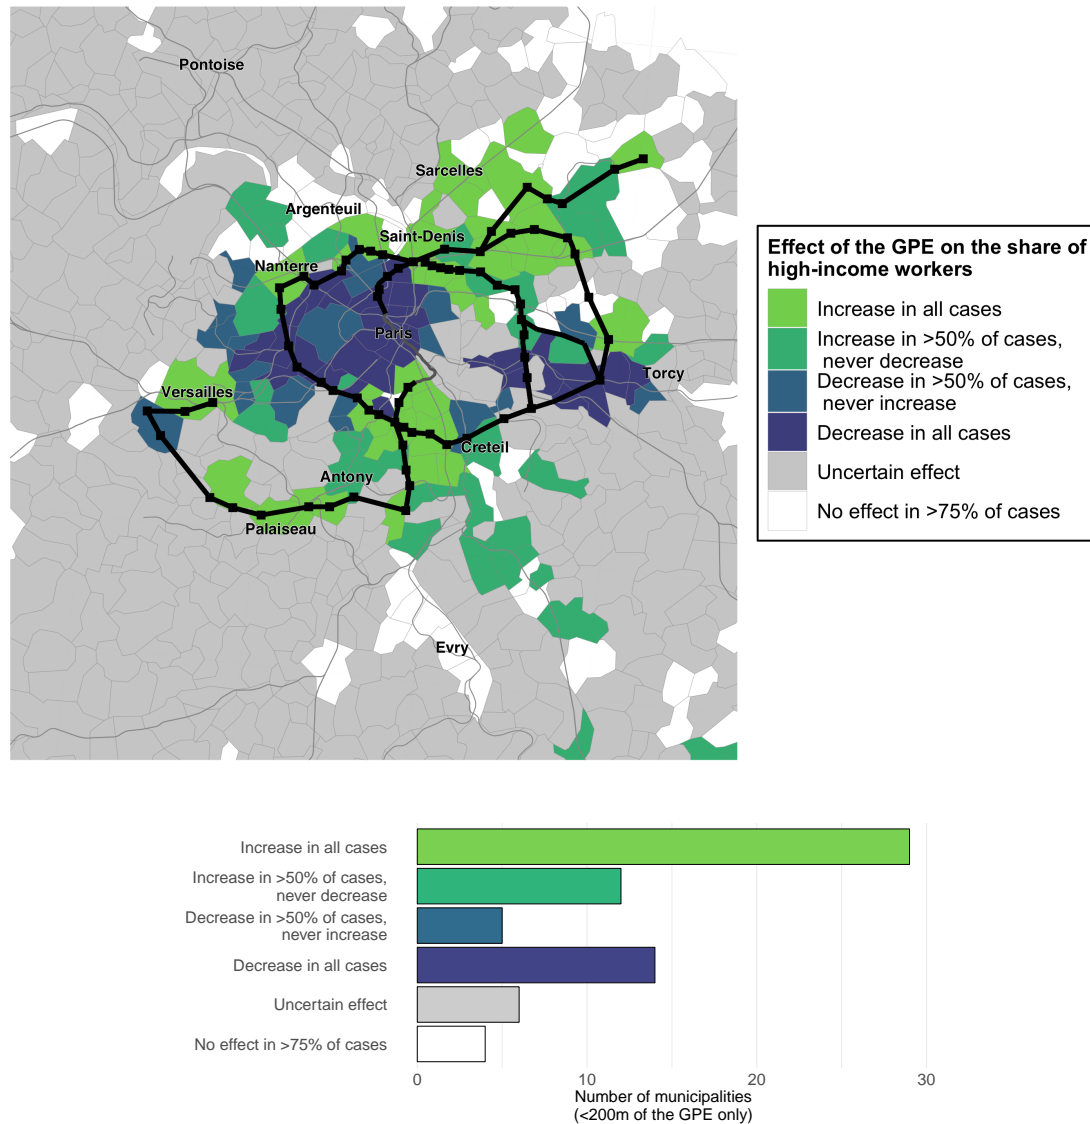 Pontoise
Sarcelles
Argenteuil
Saint-Denis
Nanterre
Paris
Versailles
Torcy
Creteil
Antony
Palaiseau
Evry
Effect of the GPE on the share of
high-income workers
Increase in all cases
Increase in >50% of cases,
never decrease
Decrease in >50% of cases,
never increase
Decrease in all cases
Uncertain effect
No effect in >75% of cases
Increase in all cases
Increase in >50% of cases,
never decrease
Decrease in >50% of cases,
never increase
Decrease in all cases
Uncertain effect
No effect in >75% of cases
0 10 20 30
Number of municipalities
(<200m of the GPE only)